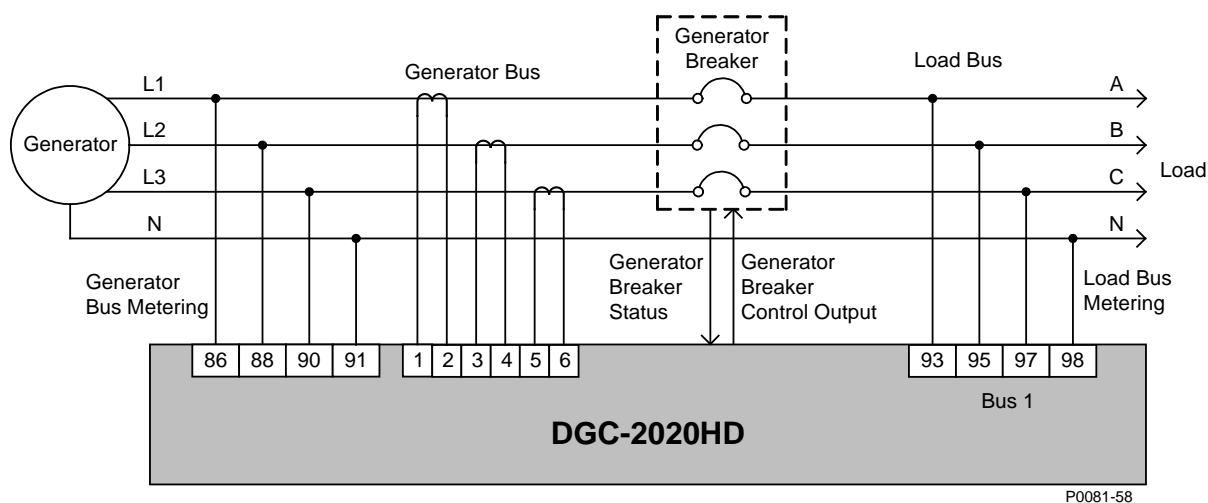 Generator
Breaker
Generator Bus
Load Bus
L1
A
L2
B
Generator
L3
C
Load
N
N
Generator
Bus Metering
Generator
Breaker
Status
Generator
Breaker
Control Output
Load Bus
Metering
86 88 90 91 1 2 3 4 5 6 93 95 97 98
Bus 1
DGC-2020HD
P0081-58